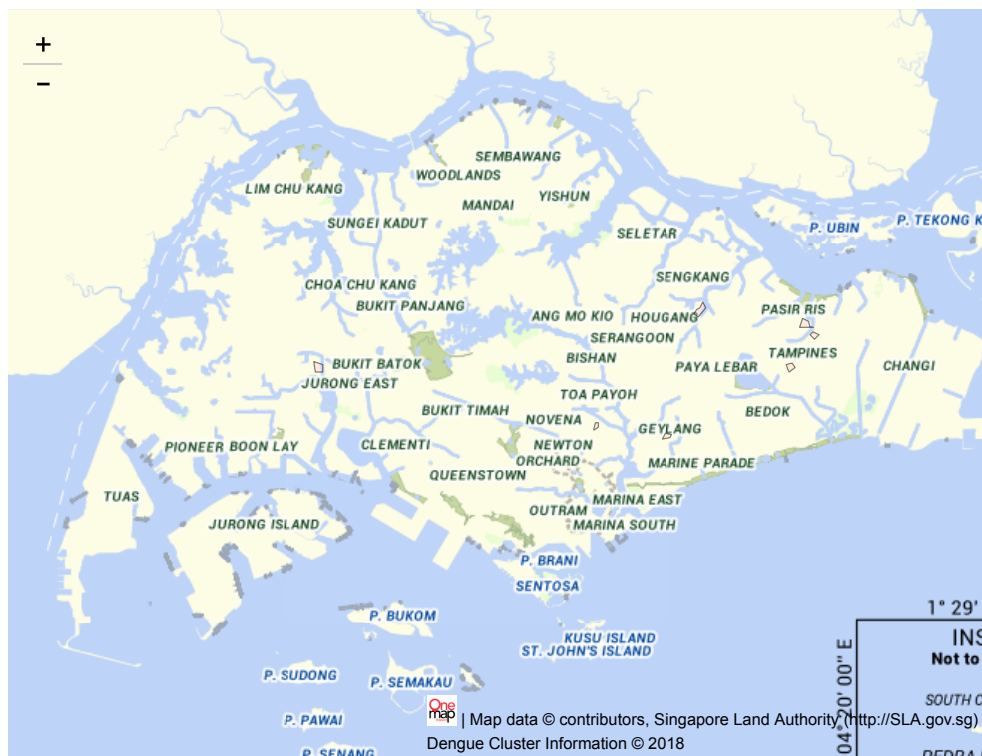 +
−
SEMBAWANG
WOODLANDS
LIM CHU KANG
YISHUN
MANDAI
SUNGEI KADUT
P. UBIN
P. TEKONG K
SELETAR
SENGKANG
CHOA CHU KANG
BUKIT PANJANG
PASIR RIS
ANG MO KIO
HOUGANG
SERANGOON
BISHAN
TAMPINES
BUKIT BATOK
PAYA LEBAR
CHANGI
JURONG EAST
TOA PAYOH
BUKIT TIMAH
BEDOK
NOVENA
GEYLANG
PIONEER
BOON LAY
CLEMENTI
NEWTON
ORCHARD
MARINE PARADE
QUEENSTOWN
TUAS
MARINA EAST
OUTRAM
JURONG ISLAND
MARINA SOUTH
P. BRANI
SENTOSA
P. BUKOM
KUSU ISLAND
ST. JOHN'S ISLAND
P. SUDONG
P. SEMAKAU
P. PAWAI
P. SENANG
1° 29'
INS
Not to
SOUTH C
04° 20' 00" E
PEDRA
One
map
| Map data © contributors, Singapore Land Authority (http://SLA.gov.sg)
Dengue Cluster Information © 2018